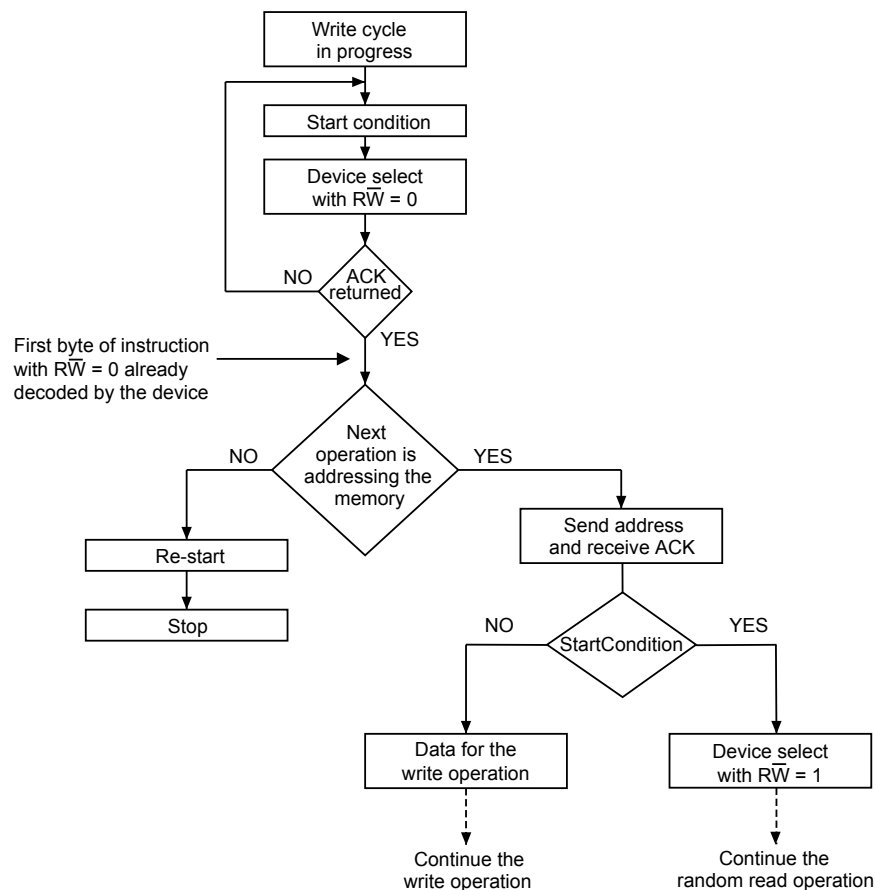 Write cycle
in progress
Start condition
Device select
with RW̅ = 0
NO
ACK
returned
YES
First byte of instruction
with RW̅ = 0 already
decoded by the device
Next
operation is
addressing the
memory
NO
YES
Send address
and receive ACK
Re-start
Stop
NO
StartCondition
YES
Data for the
write operation
Device select
with RW̅ = 1
Continue the
write operation
Continue the
random read operation